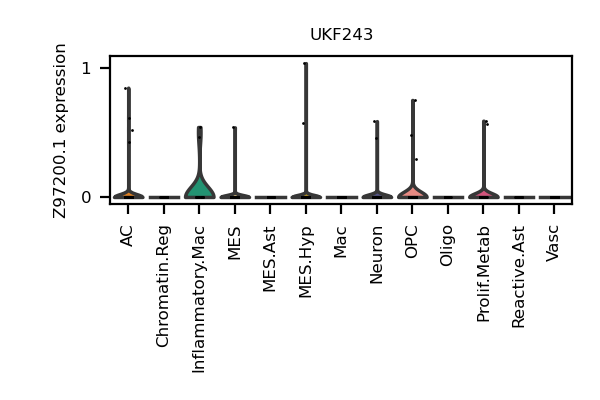 UKF243
Z97200.1 expression
1
0
AC
Chromatin.Reg
Inflammatory.Mac
MES
MES.Ast
MES.Hyp
Mac
Neuron
OPC
Oligo
Prolif.Metab
Reactive.Ast
Vasc